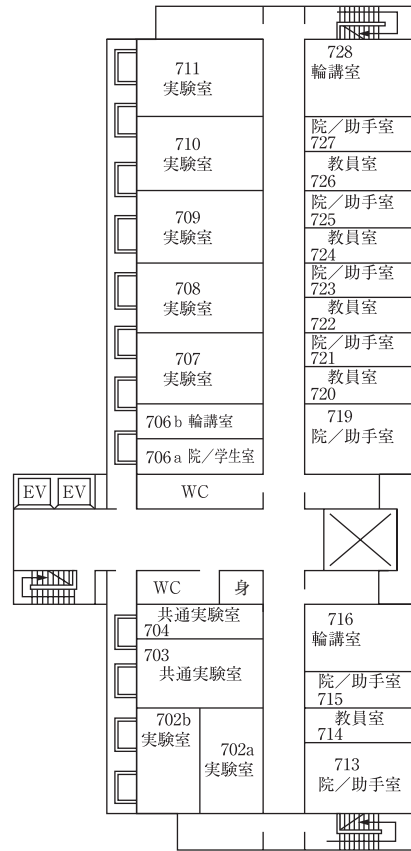 711
実験室
710
実験室
709
実験室
708
実験室
707
実験室
706b 輪講室
706a 院／学生室
WC
728
輪講室
院／助手室
727
教員室
726
院／助手室
725
教員室
724
院／助手室
723
教員室
722
院／助手室
721
教員室
720
719
院／助手室
EV
EV
WC
身
共通実験室
704
703
共通実験室
702b
実験室
702a
実験室
716
輪講室
院／助手室
715
教員室
714
713
院／助手室